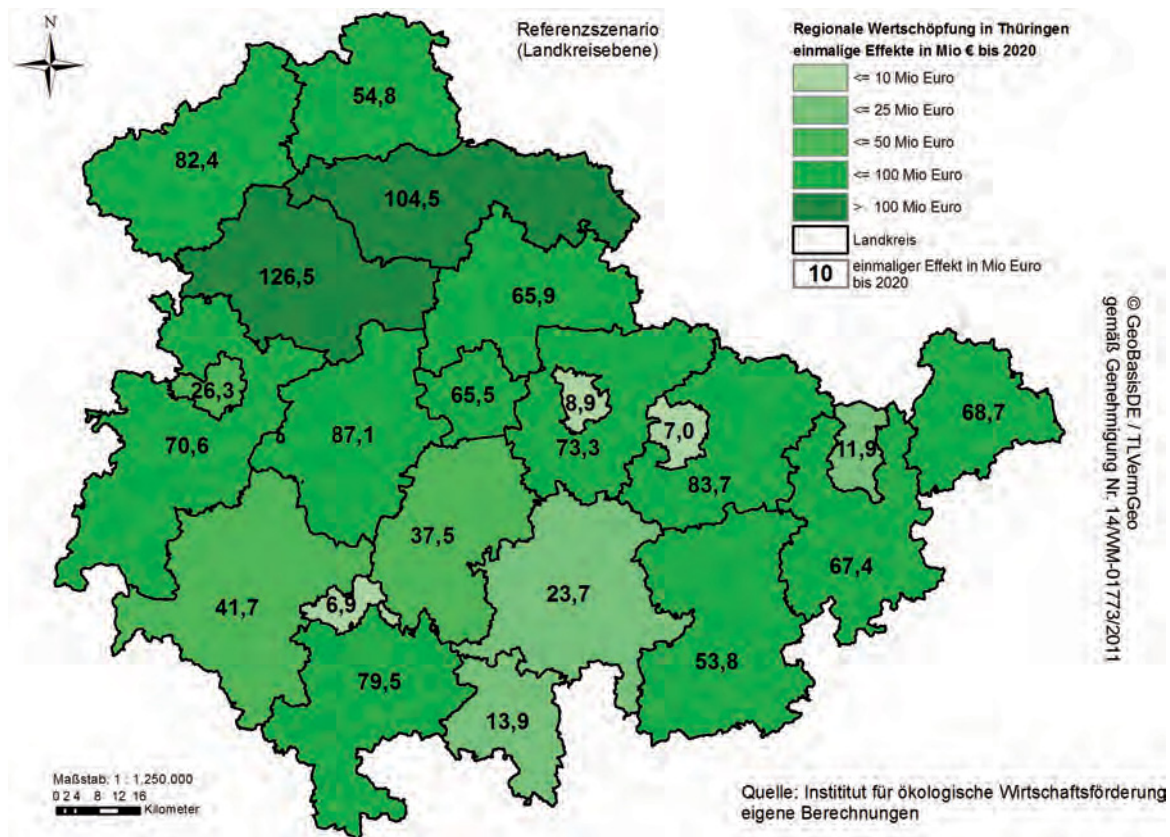 N
Referenzszenario
(Landkreisebene)
Regionale Wertschöpfung in Thüringen
einmalige Effekte in Mio € bis 2020
<= 10 Mio Euro
<= 25 Mio Euro
<= 50 Mio Euro
<= 100 Mio Euro
> 100 Mio Euro
Landkreis
10 einmaliger Effekt in Mio Euro
bis 2020
54,8
82,4
104,5
126,5
65,9
26,3
65,5
8,9
68,7
70,6
87,1
7,0
11,9
73,3
83,7
37,5
67,4
41,7
6,9
23,7
53,8
79,5
13,9
© GeoBasisDE / TLVermGeo
gemäß Genehmigung Nr. 14/WM-01773/2011
Maßstab: 1 : 1.250.000
0 2 4 8 12 16
Kilometer
Quelle: Instititut für ökologische Wirtschaftsförderung
eigene Berechnungen